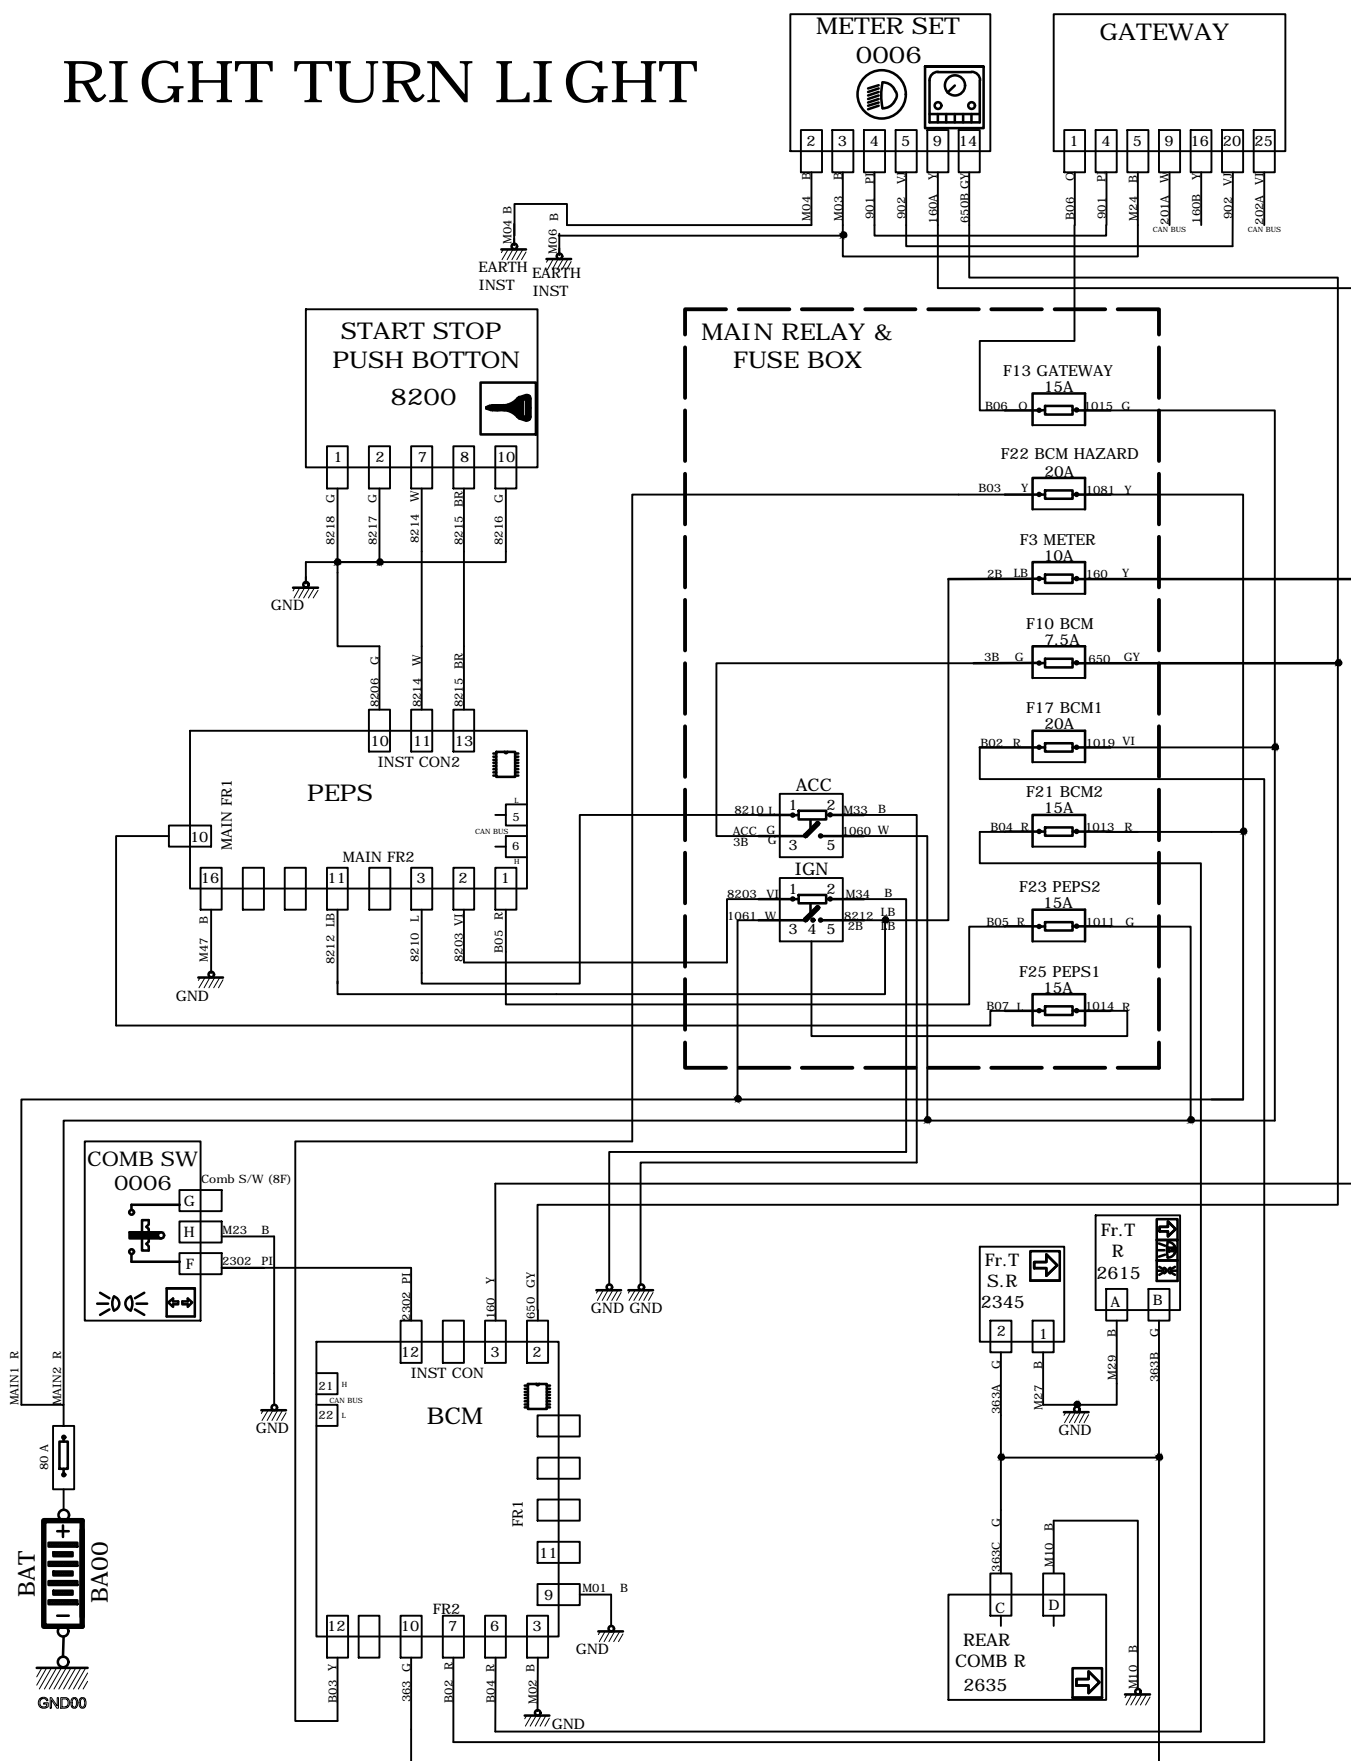 RIGHT TURN LIGHT
METER SET
0006
2 3 4 5 9 14
M04 B
M03 B
901 PI
902 VI
160A Y
650B GY
GATEWAY
1 4 5 9 16 20 25
B06 O
901 PI
M24 B
201A W
160B Y
902 VI
202A VI
CAN BUS
CAN BUS
M04 B
M06 B
EARTH
INST
EARTH
INST
START STOP
PUSH BOTTON
8200
1 2 7 8 10
8218 G
8217 G
8214 W
8215 BR
8216 G
GND
8206 G
8214 W
8215 BR
MAIN RELAY &
FUSE BOX
F13 GATEWAY
15A
B06 O
1015 G
F22 BCM HAZARD
20A
B03 Y
1081 Y
F3 METER
10A
2B LB
160 Y
F10 BCM
7.5A
3B G
650 GY
F17 BCM1
20A
B02 R
1019 VI
F21 BCM2
15A
B04 R
1013 R
F23 PEPS2
15A
B05 R
1011 G
F25 PEPS1
15A
B07 L
1014 R
ACC
8210 L
1 2
M33 B
ACC G
3B G
3 5
1060 W
IGN
8203 VI
1 2
M34 B
1061 W
3 4 5
8212 LB
2B LB
10 11 13
INST CON2
PEPS
MAIN FR1
10
L
5
CAN BUS
6
H
MAIN FR2
16 11 3 2 1
M47 B
8212 LB
8210 L
8203 VI
B05 R
GND
COMB SW
0006
Comb S/W (8F)
G
H
M23 B
F
2302 PI
GND
MAIN1 R
MAIN2 R
80 A
BAT
BA00
GND00
2302 PI
160 Y
650 GY
12 3 2
INST CON
21 H
CAN BUS
22 L
BCM
FR1
11
9
M01 B
GND
FR2
12 10 7 6 3
B03 Y
363 G
B02 R
B04 R
M02 B
GND
GND GND
Fr.T
S.R
2345
2 1
363A G
M27 B
Fr.T
R
2615
A B
M29 B
363B G
GND
363C G
M10 B
C D
REAR
COMB R
2635
M10 B